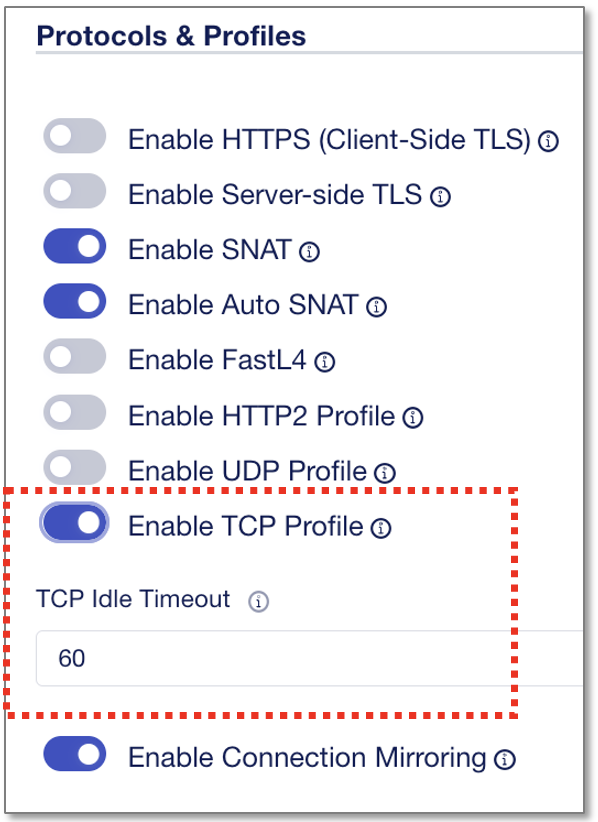 Protocols & Profiles
Enable HTTPS (Client-Side TLS)
Enable Server-side TLS
Enable SNAT
Enable Auto SNAT
Enable FastL4
Enable HTTP2 Profile
Enable UDP Profile
Enable TCP Profile
TCP Idle Timeout
60
Enable Connection Mirroring